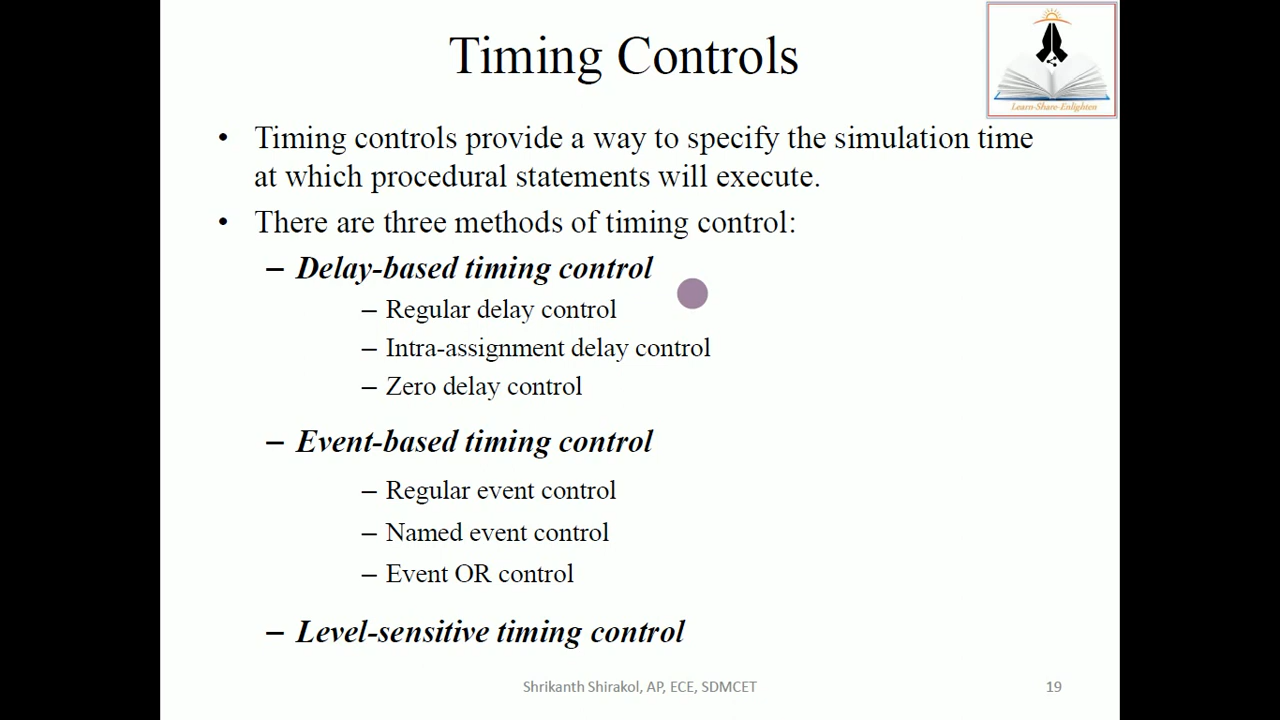 Timing Controls
Learn-Share-Enlighten
• Timing controls provide a way to specify the simulation time
at which procedural statements will execute.
• There are three methods of timing control:
– Delay-based timing control
– Regular delay control
– Intra-assignment delay control
– Zero delay control
– Event-based timing control
– Regular event control
– Named event control
– Event OR control
– Level-sensitive timing control
Shrikanth Shirakol, AP, ECE, SDMCET
19